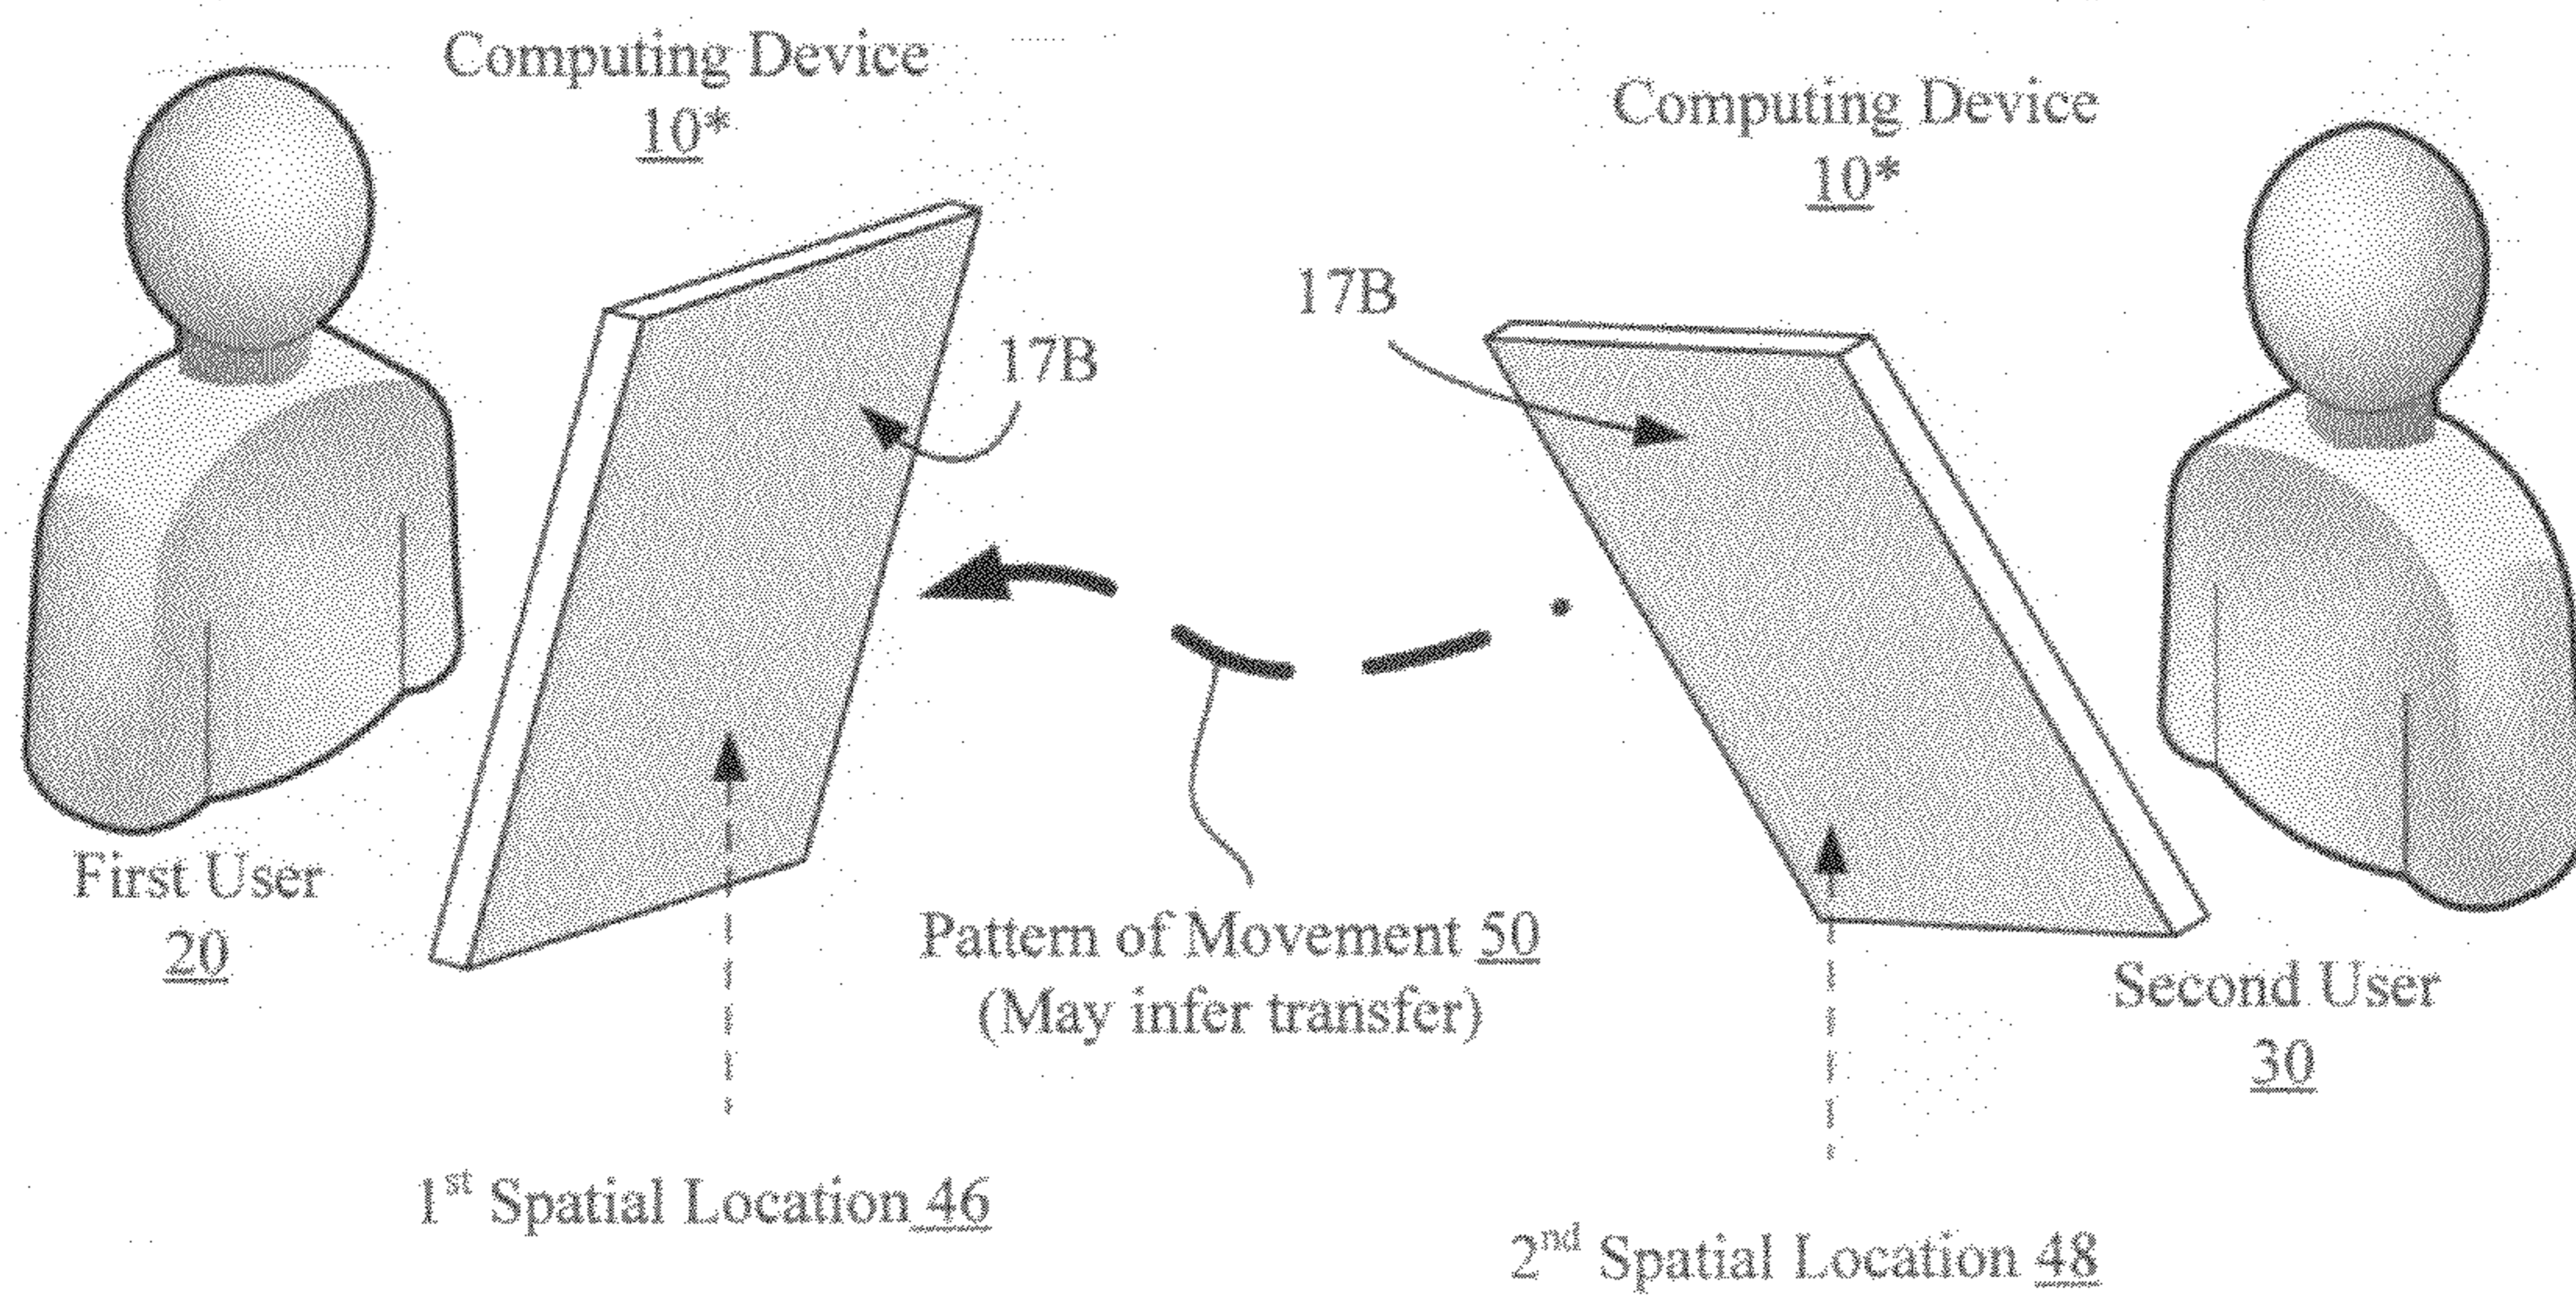 Computing Device
10*
Computing Device
10*
17B
17B
First User
20
Pattern of Movement 50
(May infer transfer)
Second User
30
1st Spatial Location 46
2nd Spatial Location 48